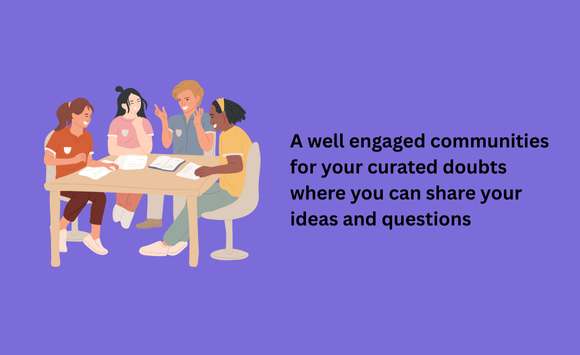 A well engaged communities
for your curated doubts
where you can share your
ideas and questions